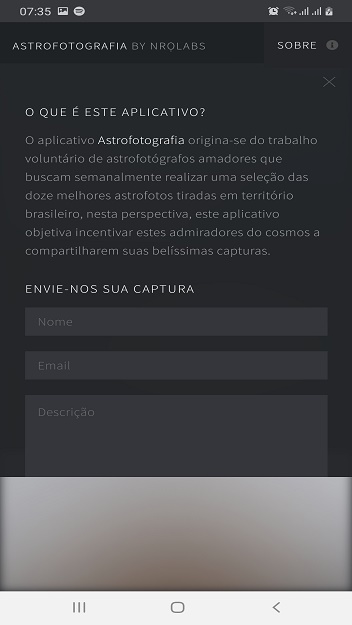 07:35
ASTROFOTOGRAFIA BY NRQLABS
SOBRE
O QUE É ESTE APLICATIVO?
O aplicativo Astrofotografia origina-se do trabalho
voluntário de astrofotógrafos amadores que
buscam semanalmente realizar uma seleção das
doze melhores astrofotos tiradas em território
brasileiro, nesta perspectiva, este aplicativo
objetiva incentivar estes admiradores do cosmos a
compartilharem suas belíssimas capturas.
ENVIE-NOS SUA CAPTURA
Nome
Email
Descrição